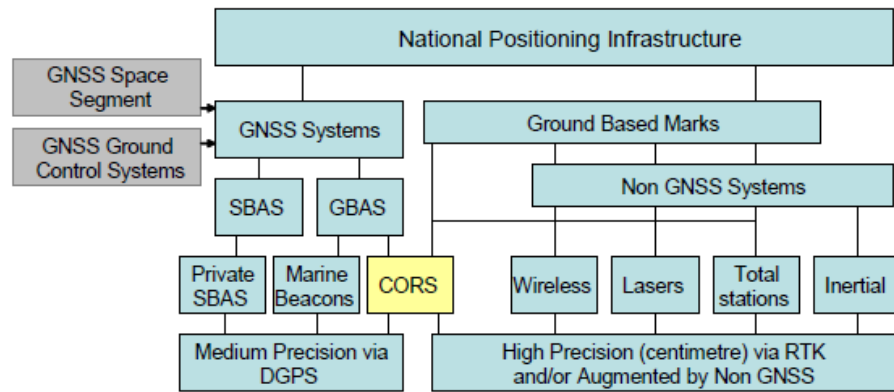 National Positioning Infrastructure
GNSS Space
Segment
GNSS Systems
Ground Based Marks
GNSS Ground
Control Systems
Non GNSS Systems
SBAS
GBAS
Private
SBAS
Marine
Beacons
CORS
Wireless
Lasers
Total
stations
Inertial
Medium Precision via
DGPS
High Precision (centimetre) via RTK
and/or Augmented by Non GNSS